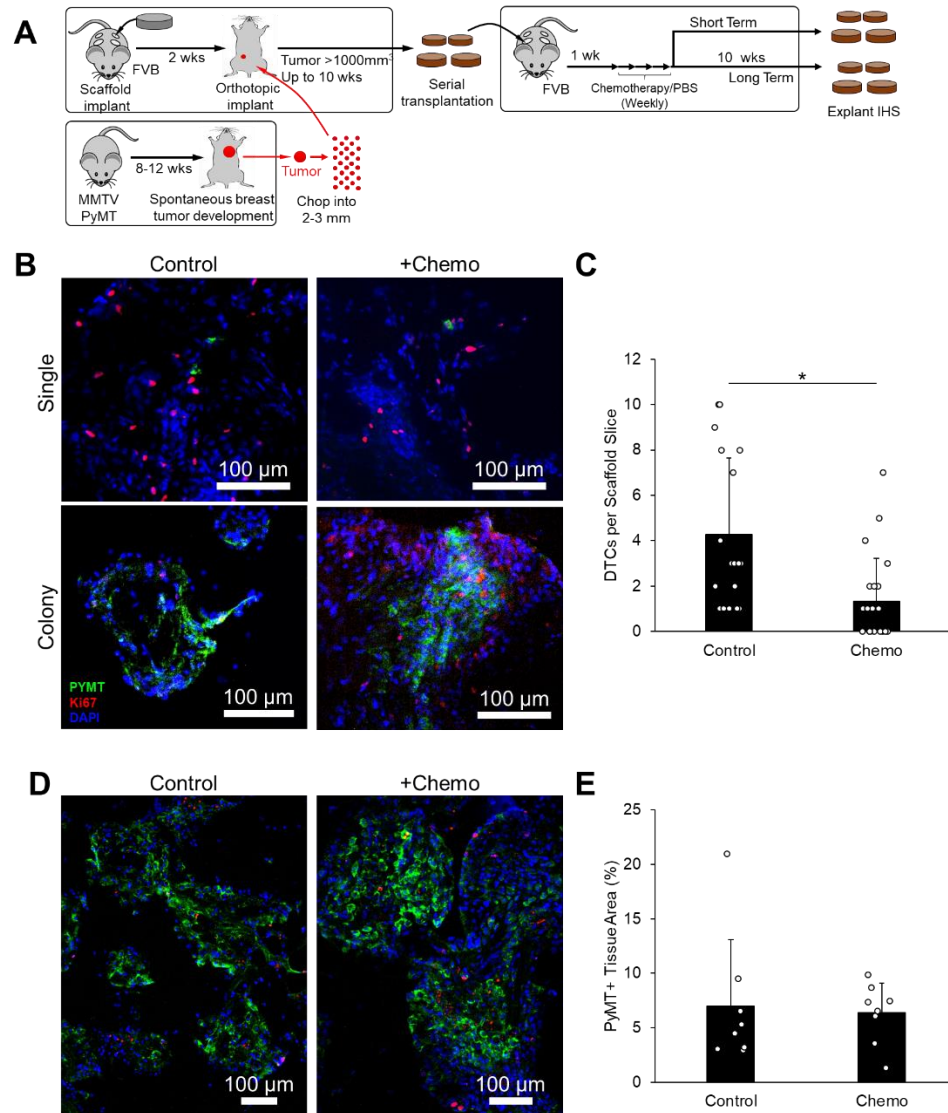 A
Scaffold
implant
FVB
2 wks
Orthotopic
implant
Tumor >1000mm³
Up to 10 wks
Serial
transplantation
FVB
1 wk
Chemotherapy/PBS
(Weekly)
Short Term
10 wks
Long Term
Explant IHS
MMTV
PyMT
8-12 wks
Spontaneous breast
tumor development
Tumor
Chop into
2-3 mm
B
Control
+Chemo
Single
100 µm
100 µm
Colony
PYMT
Ki67
DAPI
100 µm
100 µm
C
DTCs per Scaffold Slice
12
10
8
6
4
2
0
*
Control
Chemo
D
Control
+Chemo
100 µm
100 µm
E
PyMT+ Tissue Area (%)
25
20
15
10
5
0
Control
Chemo